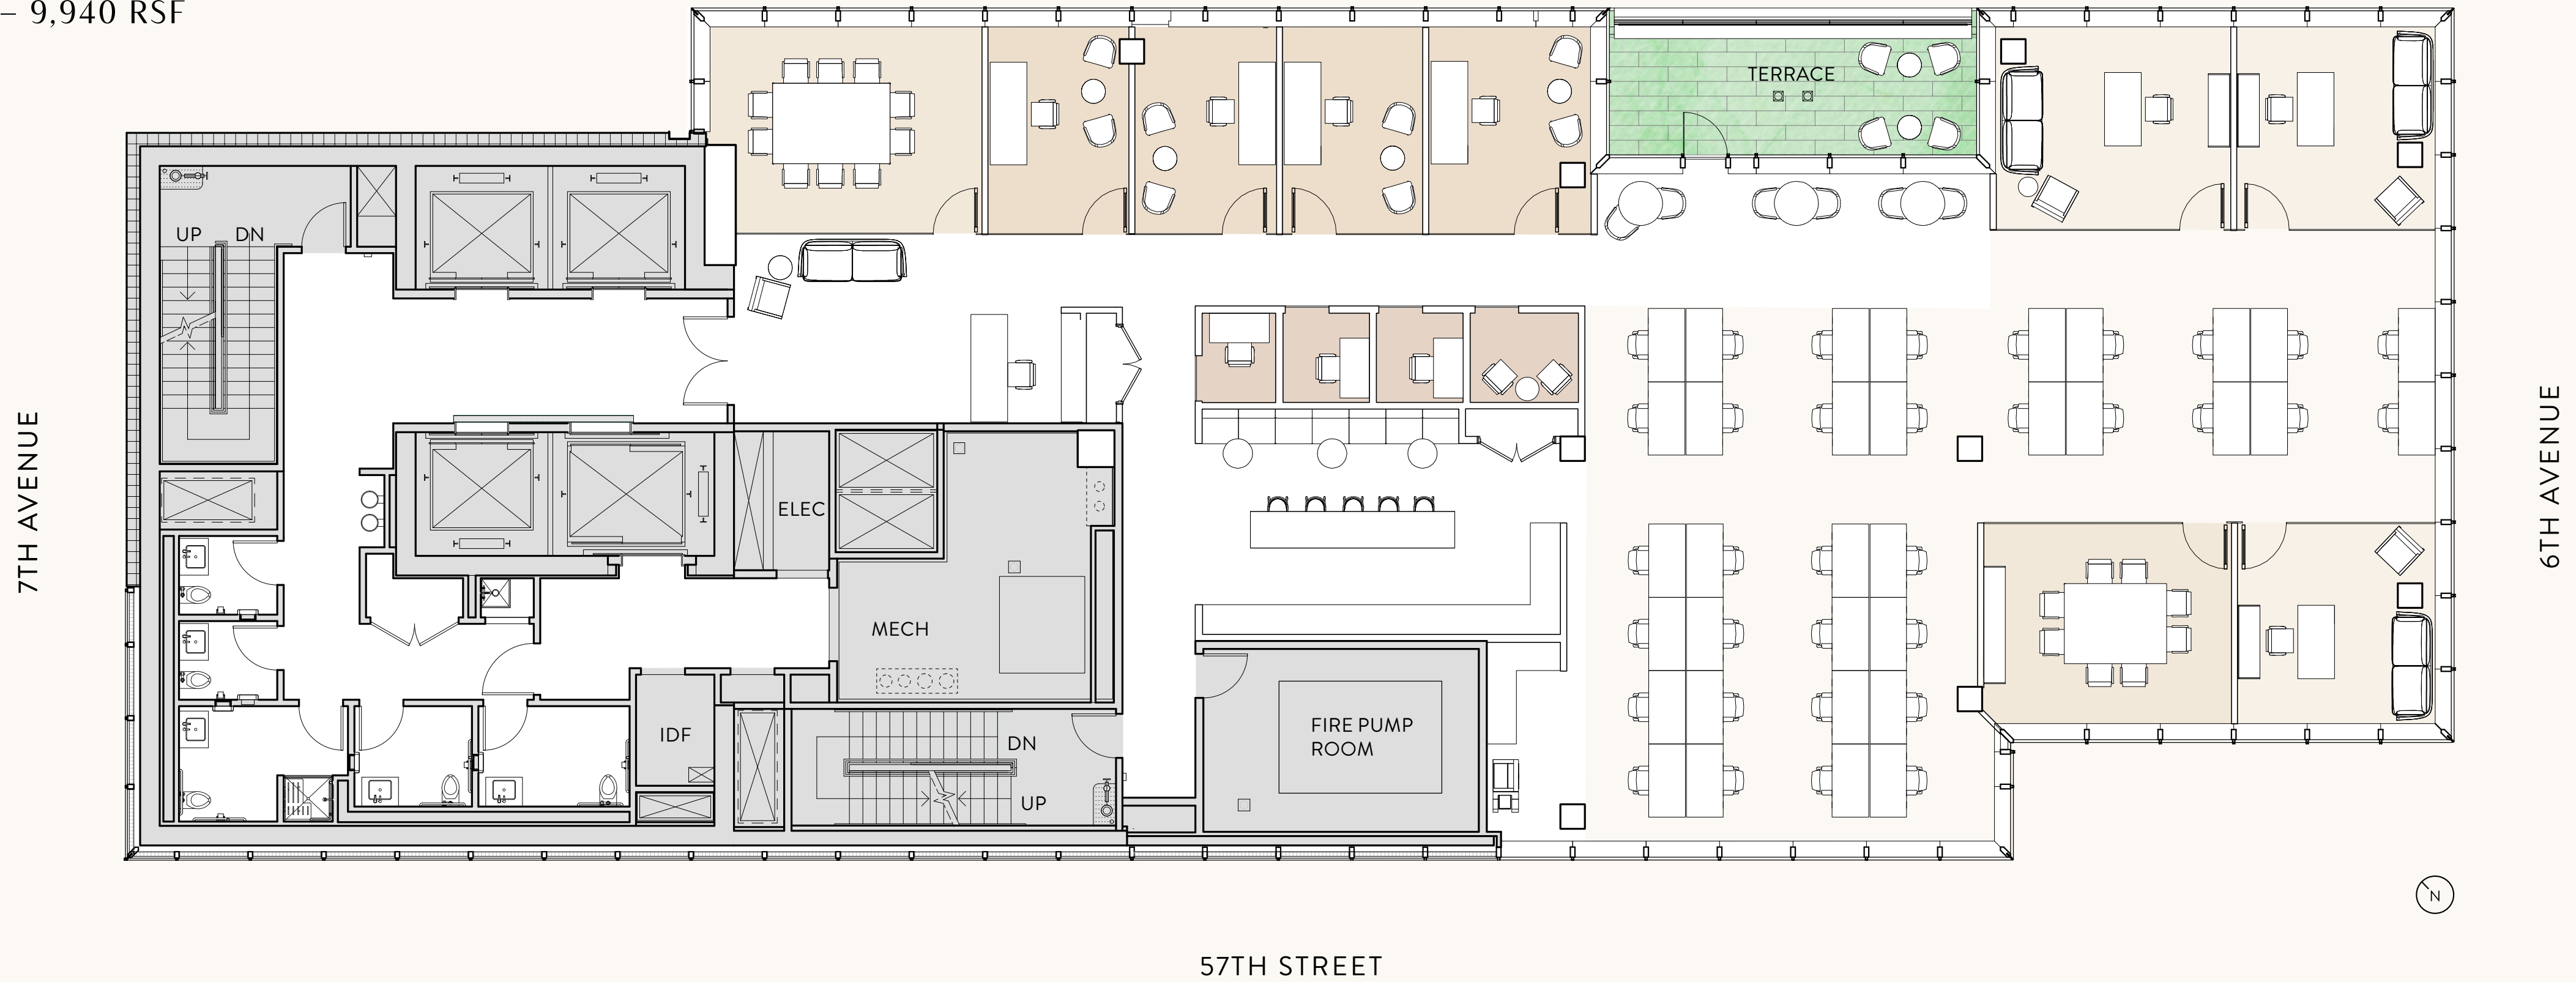 – 9,940 RSF
TERRACE
UP DN
7TH AVENUE
6TH AVENUE
ELEC
MECH
IDF
DN
UP
FIRE PUMP
ROOM
N
57TH STREET